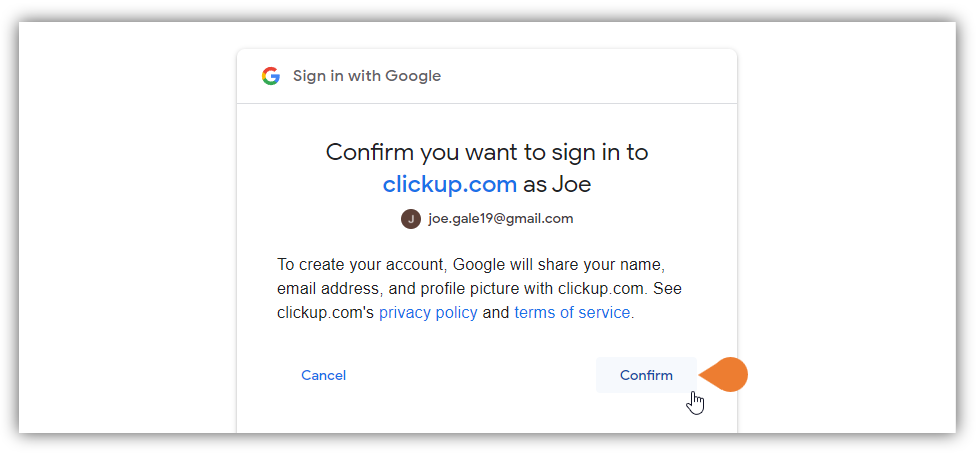 Sign in with Google
Confirm you want to sign in to
clickup.com as Joe
J joe.gale19@gmail.com
To create your account, Google will share your name,
email address, and profile picture with clickup.com. See
clickup.com's privacy policy and terms of service.
Cancel Confirm